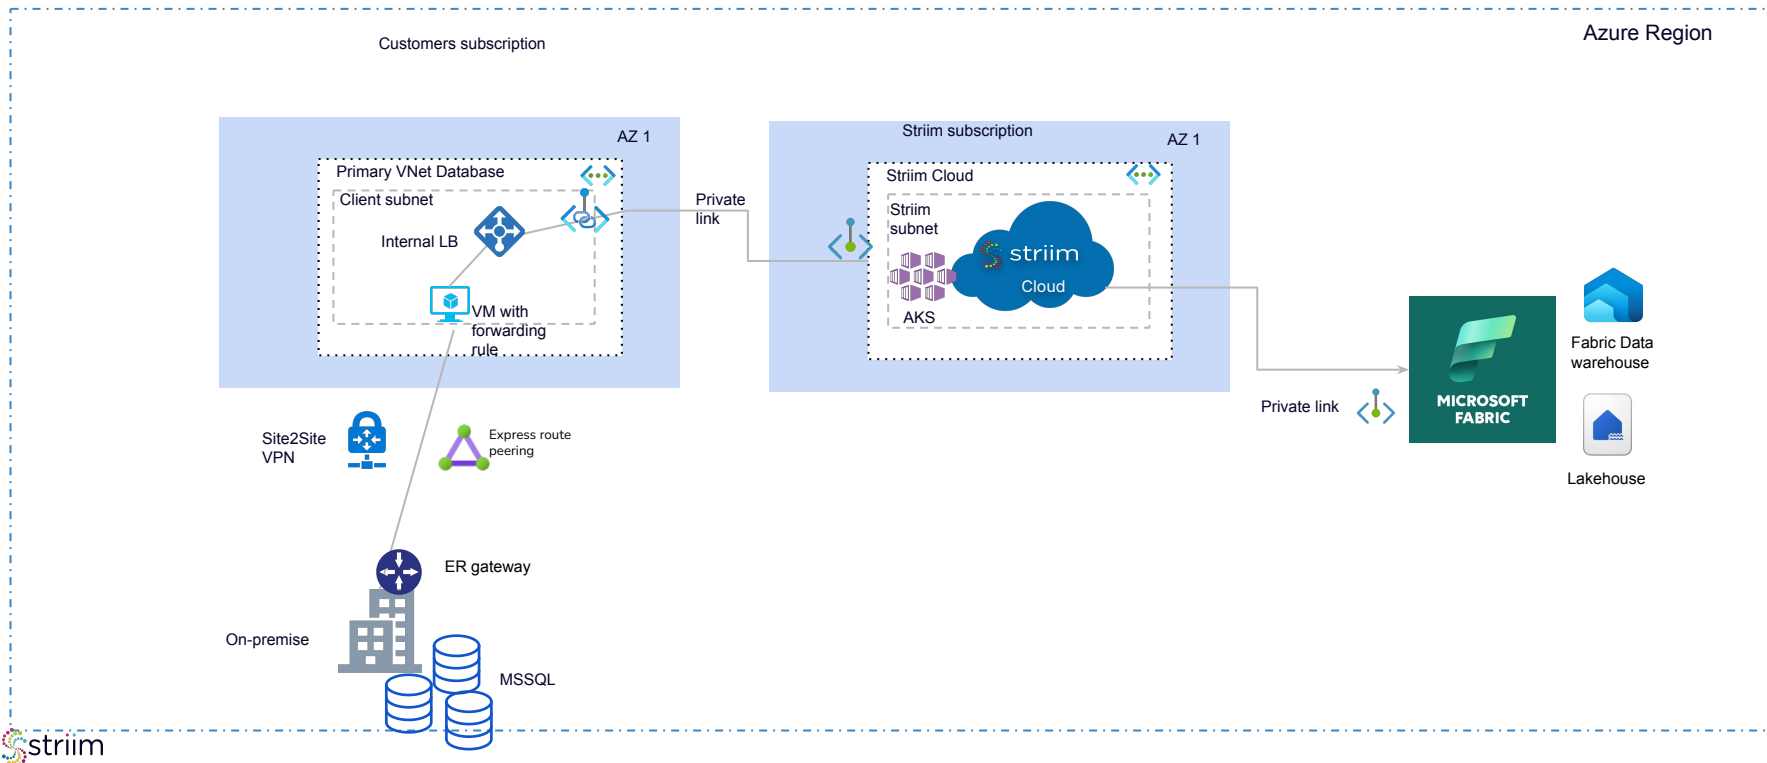 Azure Region
Customers subscription
AZ 1
Striim subscription
AZ 1
Primary VNet Database
Client subnet
Internal LB
VM with
forwarding
rule
Private
link
Striim Cloud
Striim
subnet
striim
Cloud
AKS
Private link
MICROSOFT
FABRIC
Fabric Data
warehouse
Lakehouse
Site2Site
VPN
Express route
peering
ER gateway
On-premise
MSSQL
striim